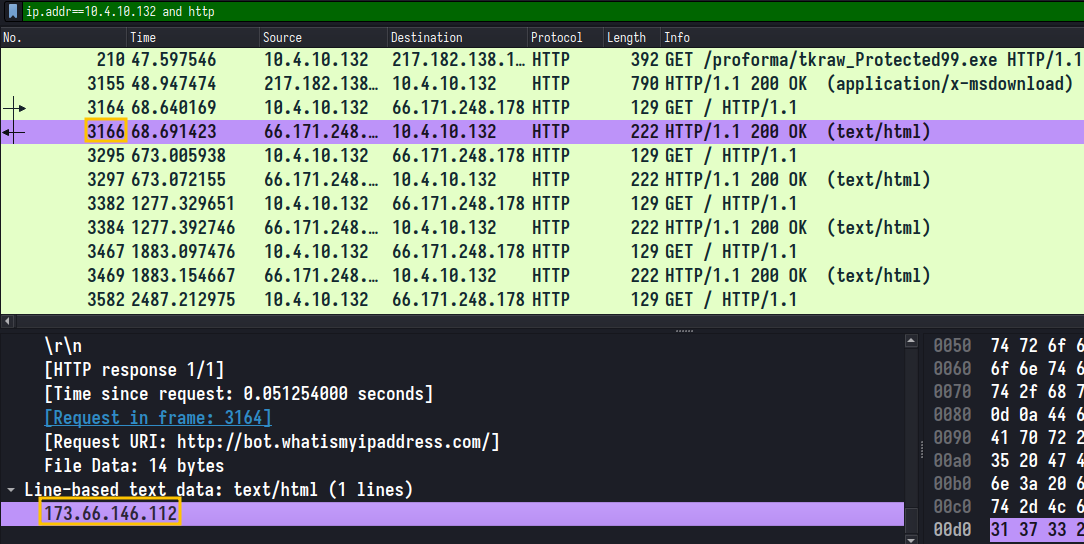 ip.addr==10.4.10.132 and http
No. Time Source Destination Protocol Length Info
210 47.597546 10.4.10.132 217.182.138.1… HTTP 392 GET /proforma/tkraw_Protected99.exe HTTP/1.1
3155 48.947474 217.182.138… 10.4.10.132 HTTP 790 HTTP/1.1 200 OK (application/x-msdownload)
3164 68.640169 10.4.10.132 66.171.248.178 HTTP 129 GET / HTTP/1.1
3166 68.691423 66.171.248.… 10.4.10.132 HTTP 222 HTTP/1.1 200 OK (text/html)
3295 673.005938 10.4.10.132 66.171.248.178 HTTP 129 GET / HTTP/1.1
3297 673.072155 66.171.248.… 10.4.10.132 HTTP 222 HTTP/1.1 200 OK (text/html)
3382 1277.329651 10.4.10.132 66.171.248.178 HTTP 129 GET / HTTP/1.1
3384 1277.392746 66.171.248.… 10.4.10.132 HTTP 222 HTTP/1.1 200 OK (text/html)
3467 1883.097476 10.4.10.132 66.171.248.178 HTTP 129 GET / HTTP/1.1
3469 1883.154667 66.171.248.… 10.4.10.132 HTTP 222 HTTP/1.1 200 OK (text/html)
3582 2487.212975 10.4.10.132 66.171.248.178 HTTP 129 GET / HTTP/1.1
\r\n
[HTTP response 1/1]
[Time since request: 0.051254000 seconds]
[Request in frame: 3164]
[Request URI: http://bot.whatismyipaddress.com/]
File Data: 14 bytes
Line-based text data: text/html (1 lines)
173.66.146.112
0050 74 72 6f 6
0060 6f 6e 74 6
0070 74 2f 68 7
0080 0d 0a 44 6
0090 41 70 72 2
00a0 35 20 47 4
00b0 6e 3a 20 6
00c0 74 2d 4c 6
00d0 31 37 33 2